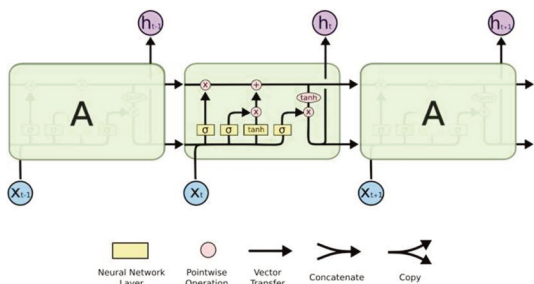 ht-1 ht ht+1
A A
x + tanh
x x
σ σ tanh σ
Xt-1 Xt Xt+1
Neural Network Layer
Pointwise Operation
Vector Transfer
Concatenate
Copy